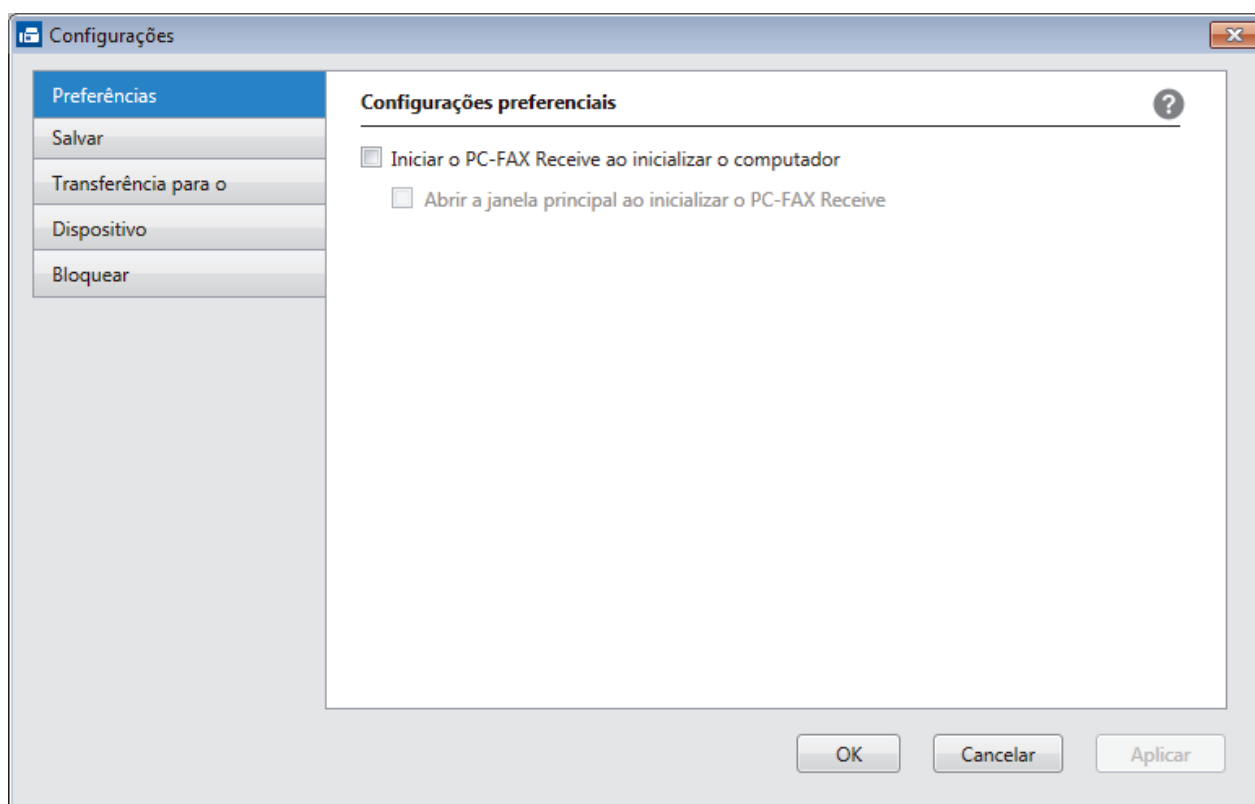 Configurações
Preferências
Salvar
Transferência para o
Dispositivo
Bloquear
Configurações preferenciais
?
Iniciar o PC-FAX Receive ao inicializar o computador
Abrir a janela principal ao inicializar o PC-FAX Receive
OK
Cancelar
Aplicar